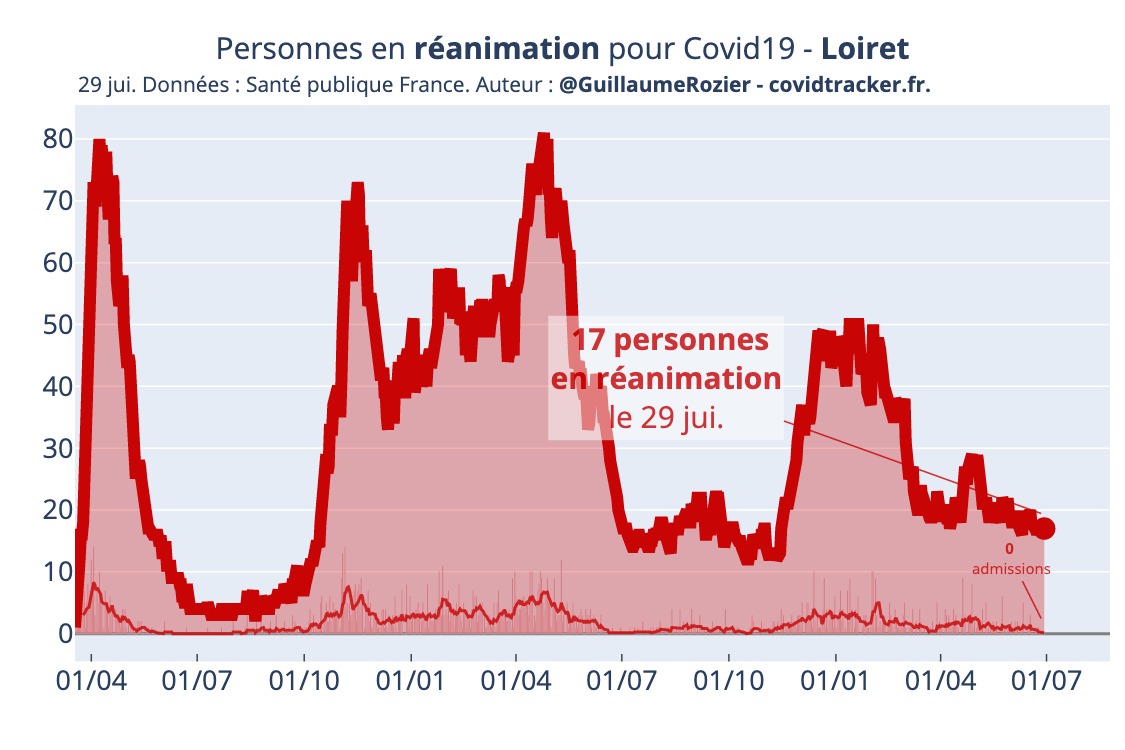 Personnes en réanimation pour Covid19 - Loiret
29 jui. Données : Santé publique France. Auteur : @GuillaumeRozier - covidtracker.fr.
80
70
60
50
40
30
20
10
0
17 personnes
en réanimation
le 29 jui.
0
admissions
01/04 01/07 01/10 01/01 01/04 01/07 01/10 01/01 01/04 01/07